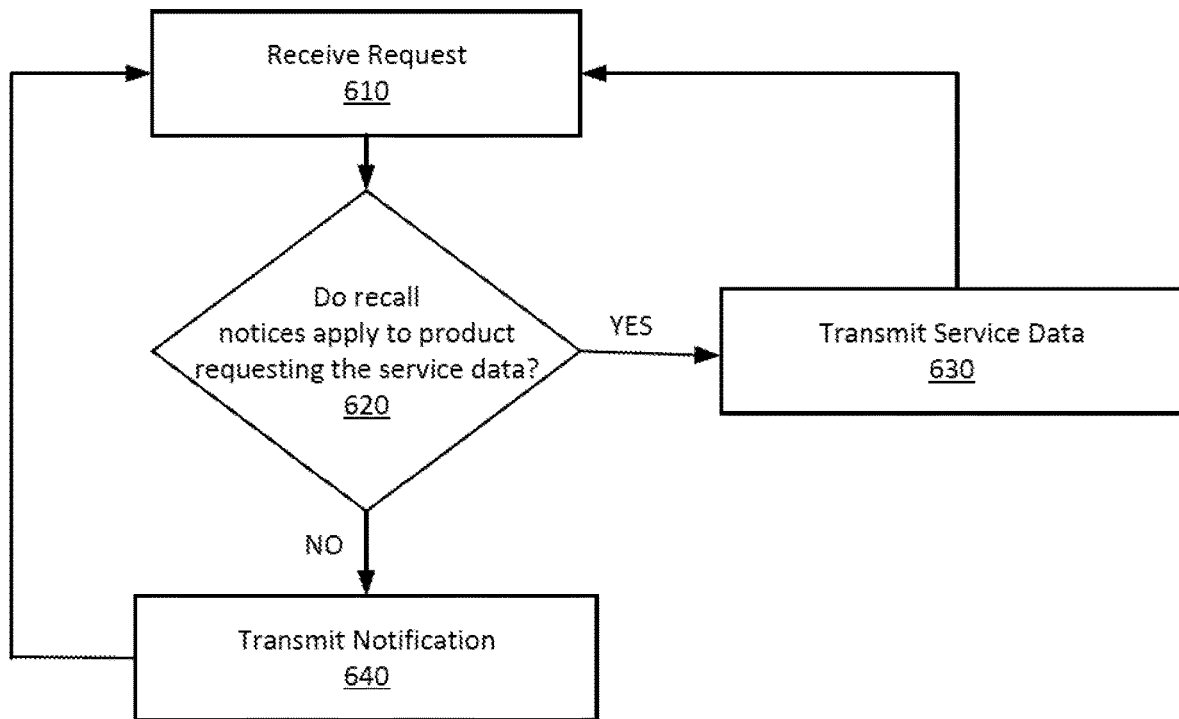 Receive Request
610
Do recall
notices apply to product
requesting the service data?
620
YES
Transmit Service Data
630
NO
Transmit Notification
640